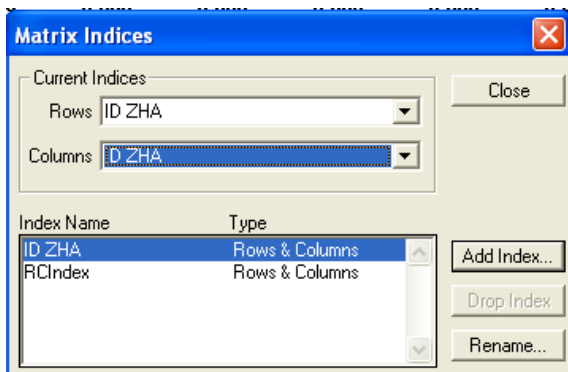 Matrix Indices
Current Indices
Rows ID ZHA
Close
Columns ID ZHA
Index Name Type
ID ZHA Rows & Columns
RCIndex Rows & Columns
Add Index...
Drop Index
Rename...